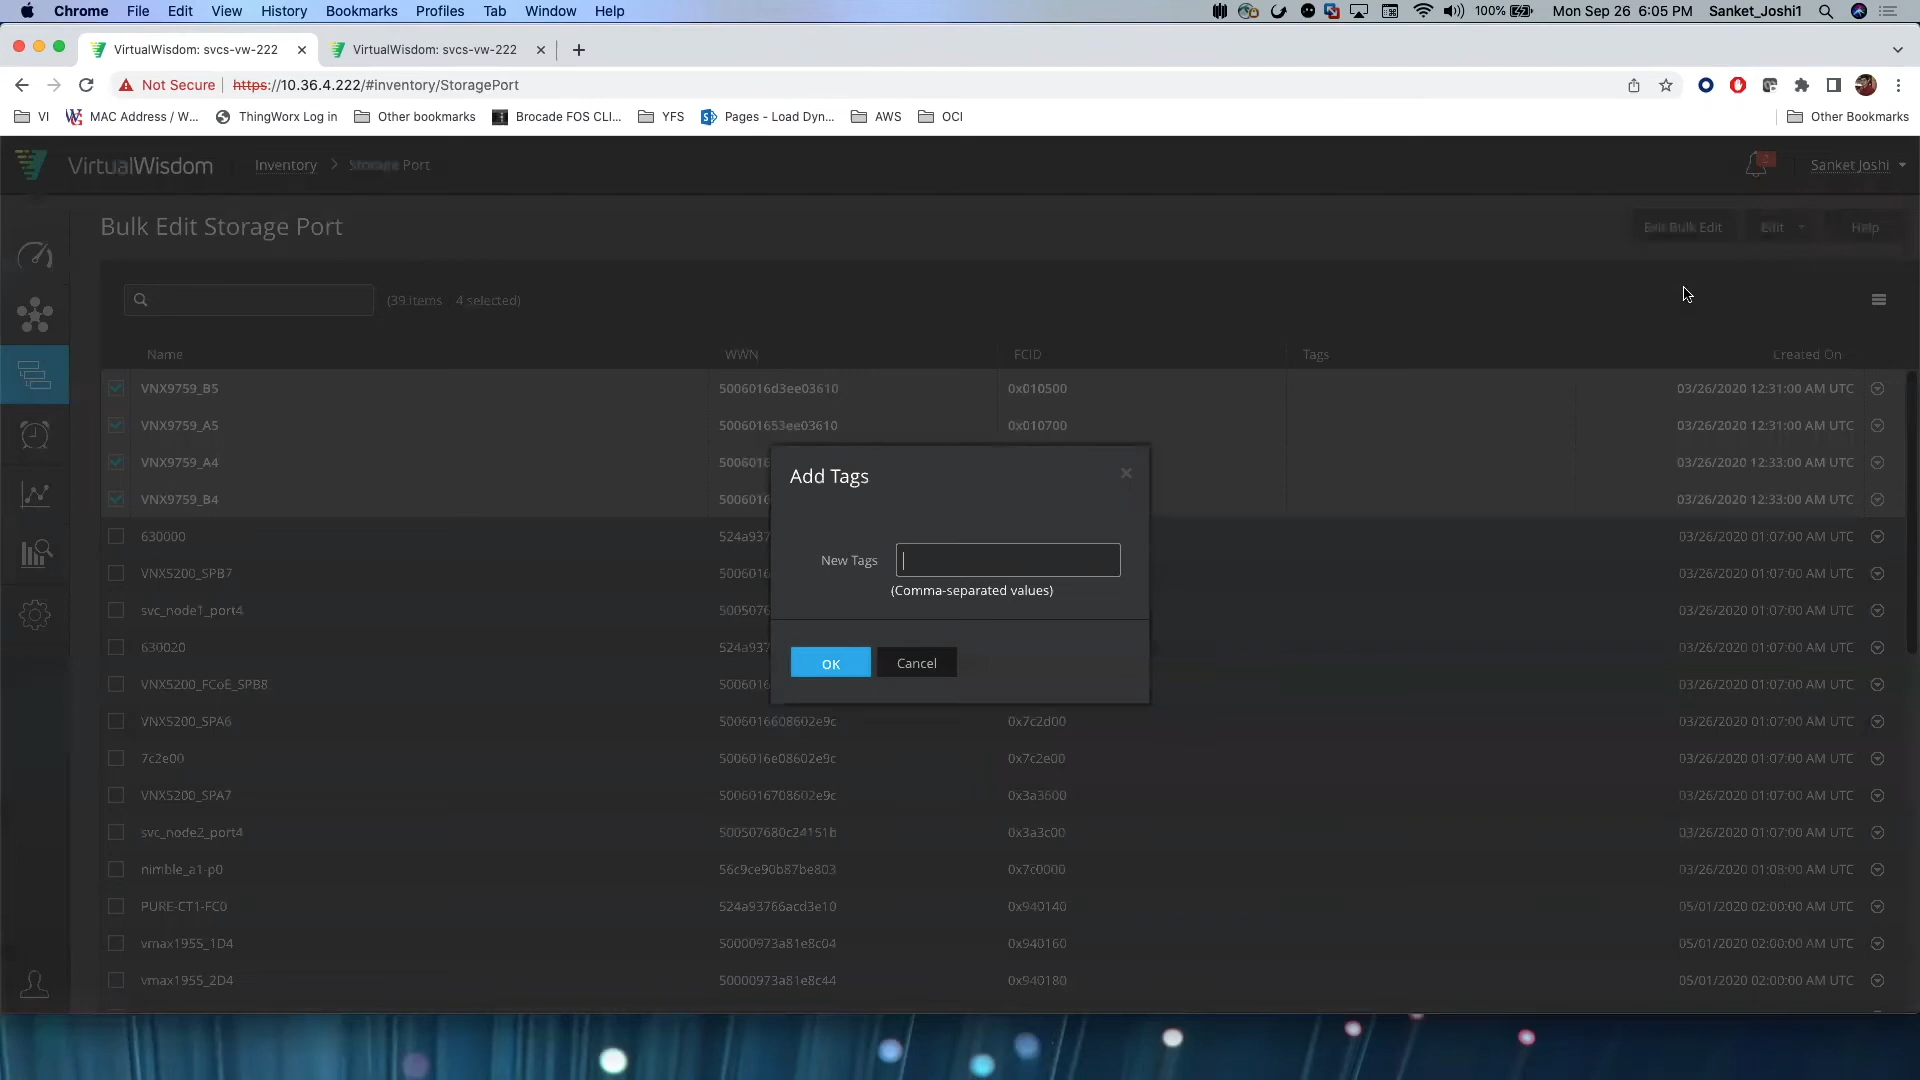 Chrome File Edit View History Bookmarks Profiles Tab Window Help 100% Mon Sep 26 6:05 PM Sanket_Joshi1
VirtualWisdom: svcs-vw-222 VirtualWisdom: svcs-vw-222
Not Secure https://10.36.4.222/#inventory/StoragePort
VI MAC Address / W... ThingWorx Log in Other bookmarks Brocade FOS CLI... YFS Pages - Load Dyn... AWS OCI Other Bookmarks
VirtualWisdom Inventory > Storage Port 2 Sanket Joshi
Bulk Edit Storage Port Exit Bulk Edit Edit Help
(39 items 4 selected)
Name WWN FCID Tags Created On
VNX9759_B5 5006016d3ee03610 0x010500 03/26/2020 12:31:00 AM UTC
VNX9759_A5 500601653ee03610 0x010700 03/26/2020 12:31:00 AM UTC
VNX9759_A4 5006016 03/26/2020 12:33:00 AM UTC
VNX9759_B4 5006016 03/26/2020 12:33:00 AM UTC
630000 524a937 03/26/2020 01:07:00 AM UTC
VNX5200_SPB7 5006016 03/26/2020 01:07:00 AM UTC
svc_node1_port4 5005076 03/26/2020 01:07:00 AM UTC
630020 524a937 03/26/2020 01:07:00 AM UTC
VNX5200_FCoE_SPB8 5006016 03/26/2020 01:07:00 AM UTC
VNX5200_SPA6 5006016608602e9c 0x7c2d00 03/26/2020 01:07:00 AM UTC
7c2e00 5006016e08602e9c 0x7c2e00 03/26/2020 01:07:00 AM UTC
VNX5200_SPA7 5006016708602e9c 0x3a3600 03/26/2020 01:07:00 AM UTC
svc_node2_port4 500507680c24151b 0x3a3c00 03/26/2020 01:07:00 AM UTC
nimble_a1-p0 56c9ce90b87be803 0x7c0000 03/26/2020 01:08:00 AM UTC
PURE-CT1-FC0 524a93766acd3e10 0x940140 05/01/2020 02:00:00 AM UTC
vmax1955_1D4 50000973a81e8c04 0x940160 05/01/2020 02:00:00 AM UTC
vmax1955_2D4 50000973a81e8c44 0x940180 05/01/2020 02:00:00 AM UTC
Add Tags
New Tags
(Comma-separated values)
OK Cancel